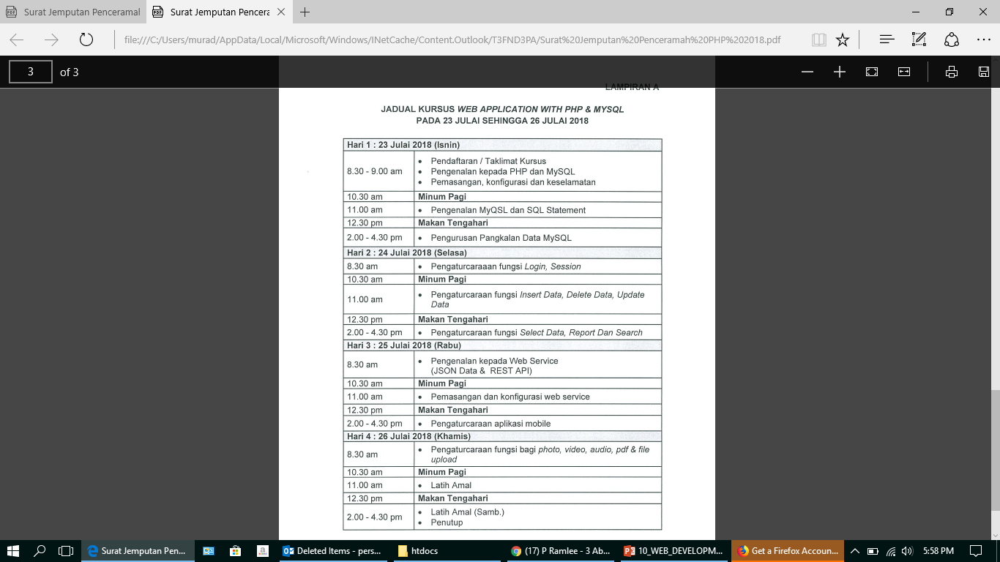 Surat Jemputan Penceramal
Surat Jemputan Pencera
file:///C:/Users/murad/AppData/Local/Microsoft/Windows/INetCache/Content.Outlook/T3FND3PA/Surat%20Jemputan%20Penceramah%20PHP%202018.pdf
3 of 3
LAMPIRAN A
JADUAL KURSUS WEB APPLICATION WITH PHP & MYSQL
PADA 23 JULAI SEHINGGA 26 JULAI 2018
Hari 1 : 23 Julai 2018 (Isnin)
8.30 - 9.00 am
• Pendaftaran / Taklimat Kursus
• Pengenalan kepada PHP dan MySQL
• Pemasangan, konfigurasi dan keselamatan
10.30 am Minum Pagi
11.00 am • Pengenalan MyQSL dan SQL Statement
12.30 pm Makan Tengahari
2.00 - 4.30 pm • Pengurusan Pangkalan Data MySQL
Hari 2 : 24 Julai 2018 (Selasa)
8.30 am • Pengaturcaraaan fungsi Login, Session
10.30 am Minum Pagi
11.00 am • Pengaturcaraan fungsi Insert Data, Delete Data, Update
Data
12.30 pm Makan Tengahari
2.00 - 4.30 pm • Pengaturcaraan fungsi Select Data, Report Dan Search
Hari 3 : 25 Julai 2018 (Rabu)
8.30 am • Pengenalan kepada Web Service
(JSON Data & REST API)
10.30 am Minum Pagi
11.00 am • Pemasangan dan konfigurasi web service
12.30 pm Makan Tengahari
2.00 - 4.30 pm • Pengaturcaraan aplikasi mobile
Hari 4 : 26 Julai 2018 (Khamis)
8.30 am • Pengaturcaraan fungsi bagi photo, video, audio, pdf & file
upload
10.30 am Minum Pagi
11.00 am • Latih Amal
12.30 pm Makan Tengahari
2.00 - 4.30 pm • Latih Amal (Samb.)
• Penutup
Surat Jemputan Pen...
Deleted Items - pers...
htdocs
(17) P Ramlee - 3 Ab...
10_WEB_DEVELOPM...
Get a Firefox Accoun...
5:58 PM